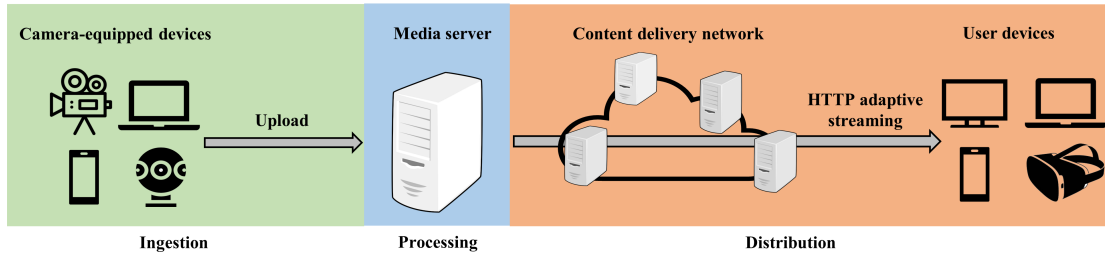 Camera-equipped devices
Media server
Content delivery network
User devices
Upload
HTTP adaptive
streaming
Ingestion
Processing
Distribution